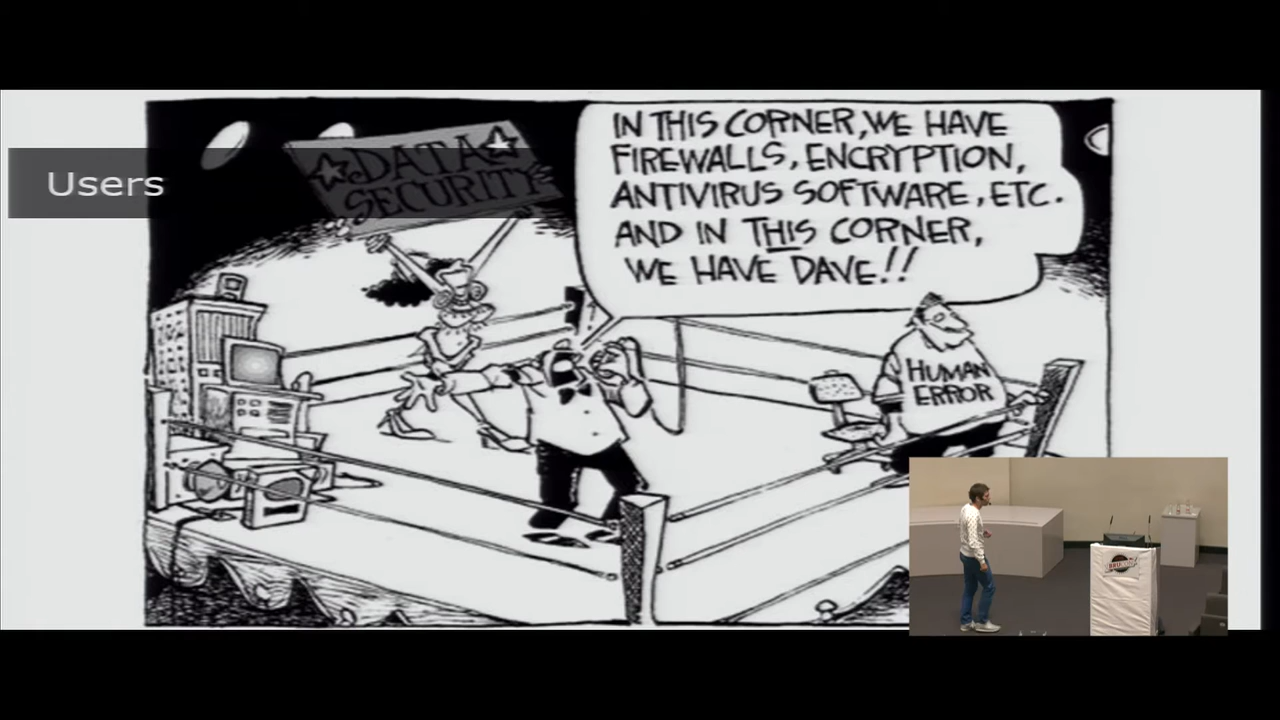 Users
DATA
SECURITY
IN THIS CORNER, WE HAVE
FIREWALLS, ENCRYPTION,
ANTIVIRUS SOFTWARE, ETC.
AND IN THIS CORNER,
WE HAVE DAVE!!
HUMAN
ERROR